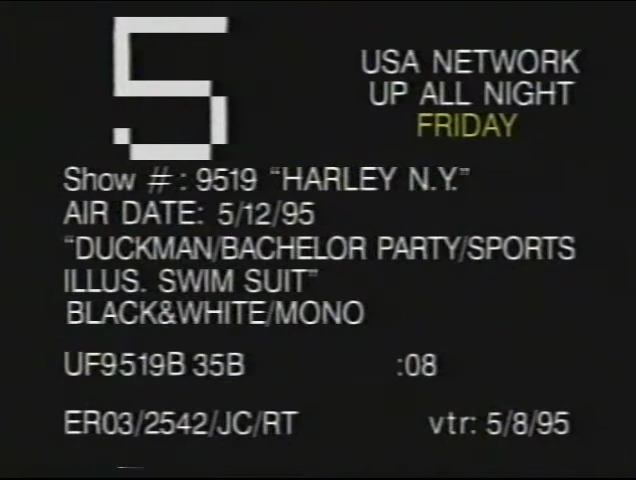 5
USA NETWORK
UP ALL NIGHT
FRIDAY
Show #: 9519 "HARLEY N.Y."
AIR DATE: 5/12/95
"DUCKMAN/BACHELOR PARTY/SPORTS
ILLUS. SWIM SUIT"
BLACK&WHITE/MONO
UF9519B 35B :08
ER03/2542/JC/RT vtr: 5/8/95